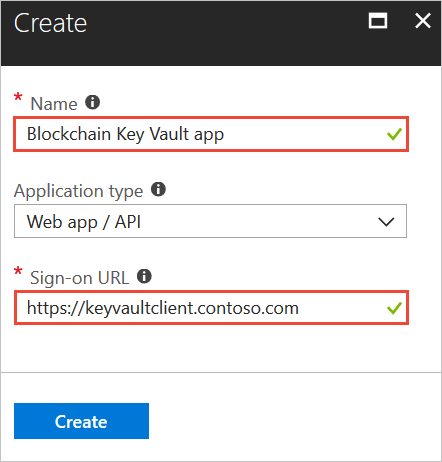 Create
* Name
Blockchain Key Vault app
Application type
Web app / API
* Sign-on URL
https://keyvaultclient.contoso.com
Create